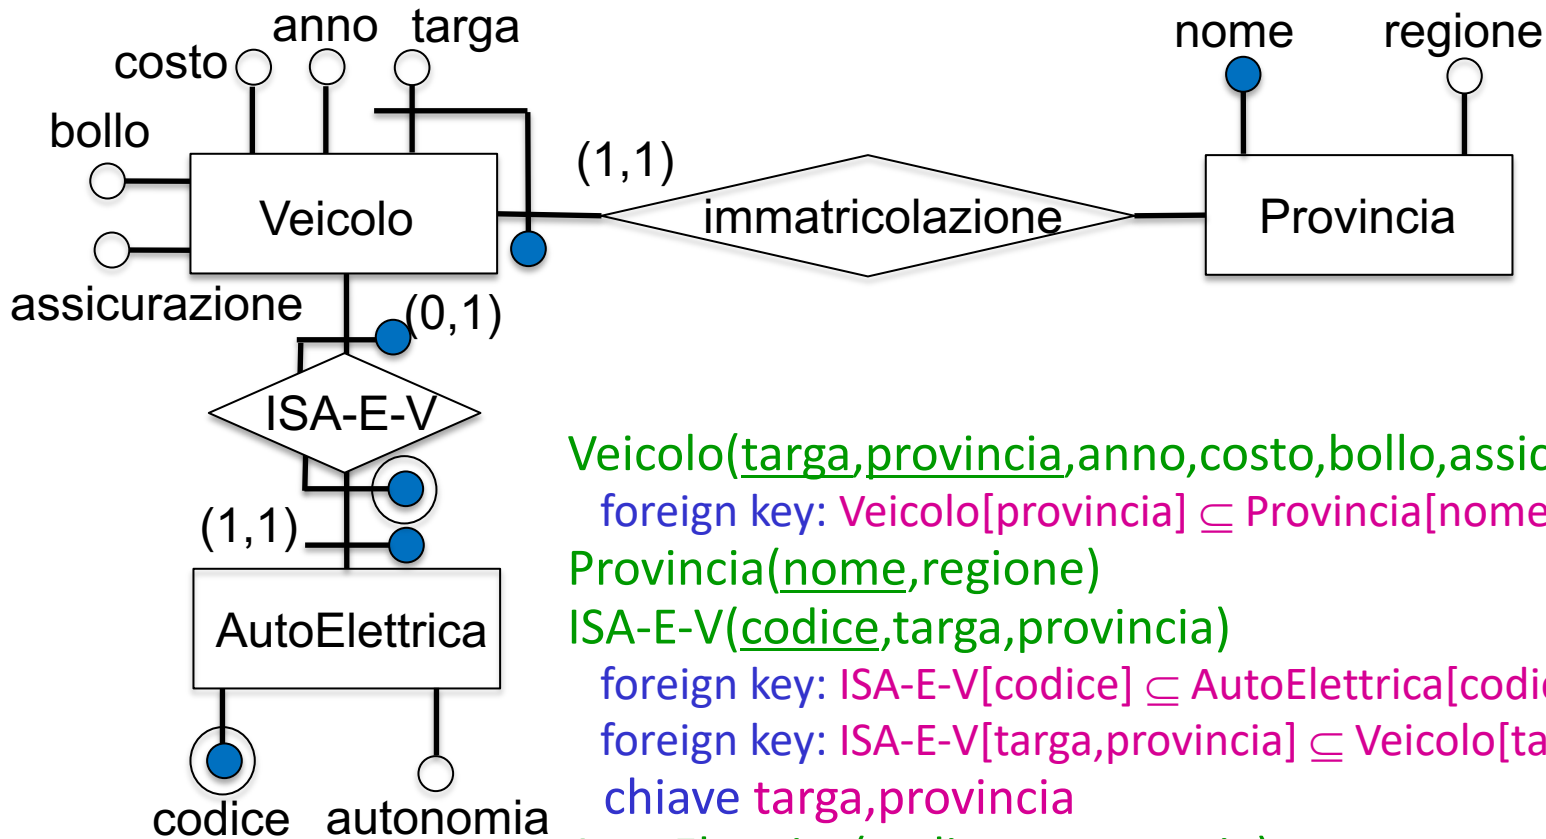 costo anno targa
bollo
Veicolo
assicurazione
(1,1)
immatricolazione
nome regione
Provincia
(0,1)
ISA-E-V
(1,1)
AutoElettrica
codice autonomia
Veicolo(targa,provincia,anno,costo,bollo,assic
foreign key: Veicolo[provincia] ⊆ Provincia[nome
Provincia(nome,regione)
ISA-E-V(codice,targa,provincia)
foreign key: ISA-E-V[codice] ⊆ AutoElettrica[codic
foreign key: ISA-E-V[targa,provincia] ⊆ Veicolo[ta
chiave targa,provincia